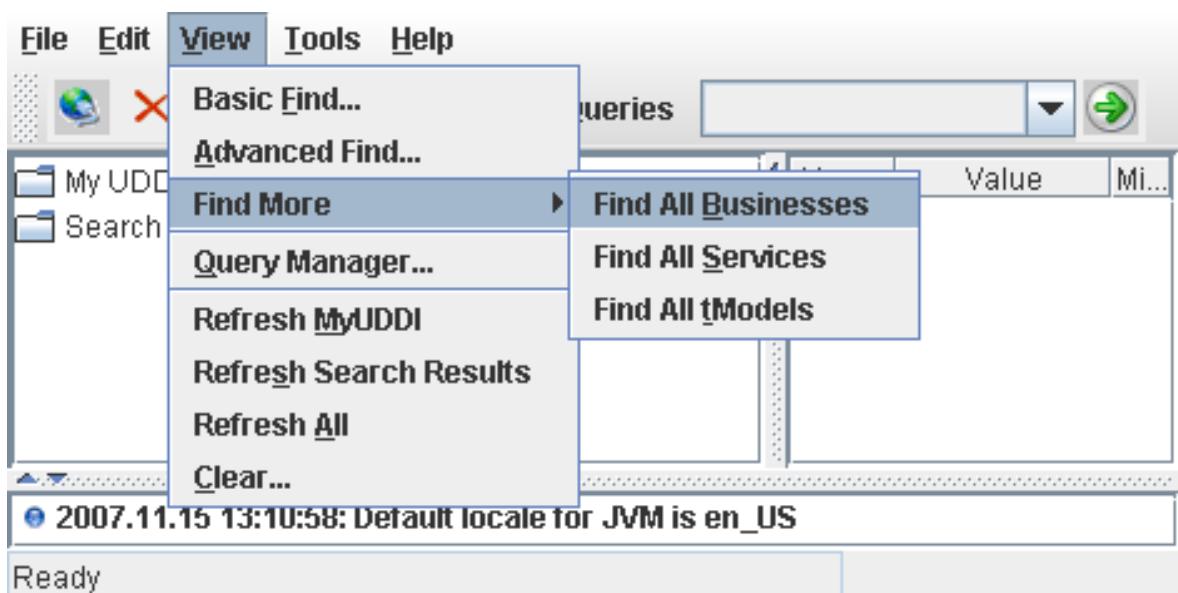 File Edit View Tools Help
Basic Find...
Advanced Find...
Find More
Query Manager...
Refresh MyUDDI
Refresh Search Results
Refresh All
Clear...
Find All Businesses
Find All Services
Find All tModels
My UDD
Search
Value Mi...
2007.11.15 13:10:58: Default locale for JVM is en_US
Ready